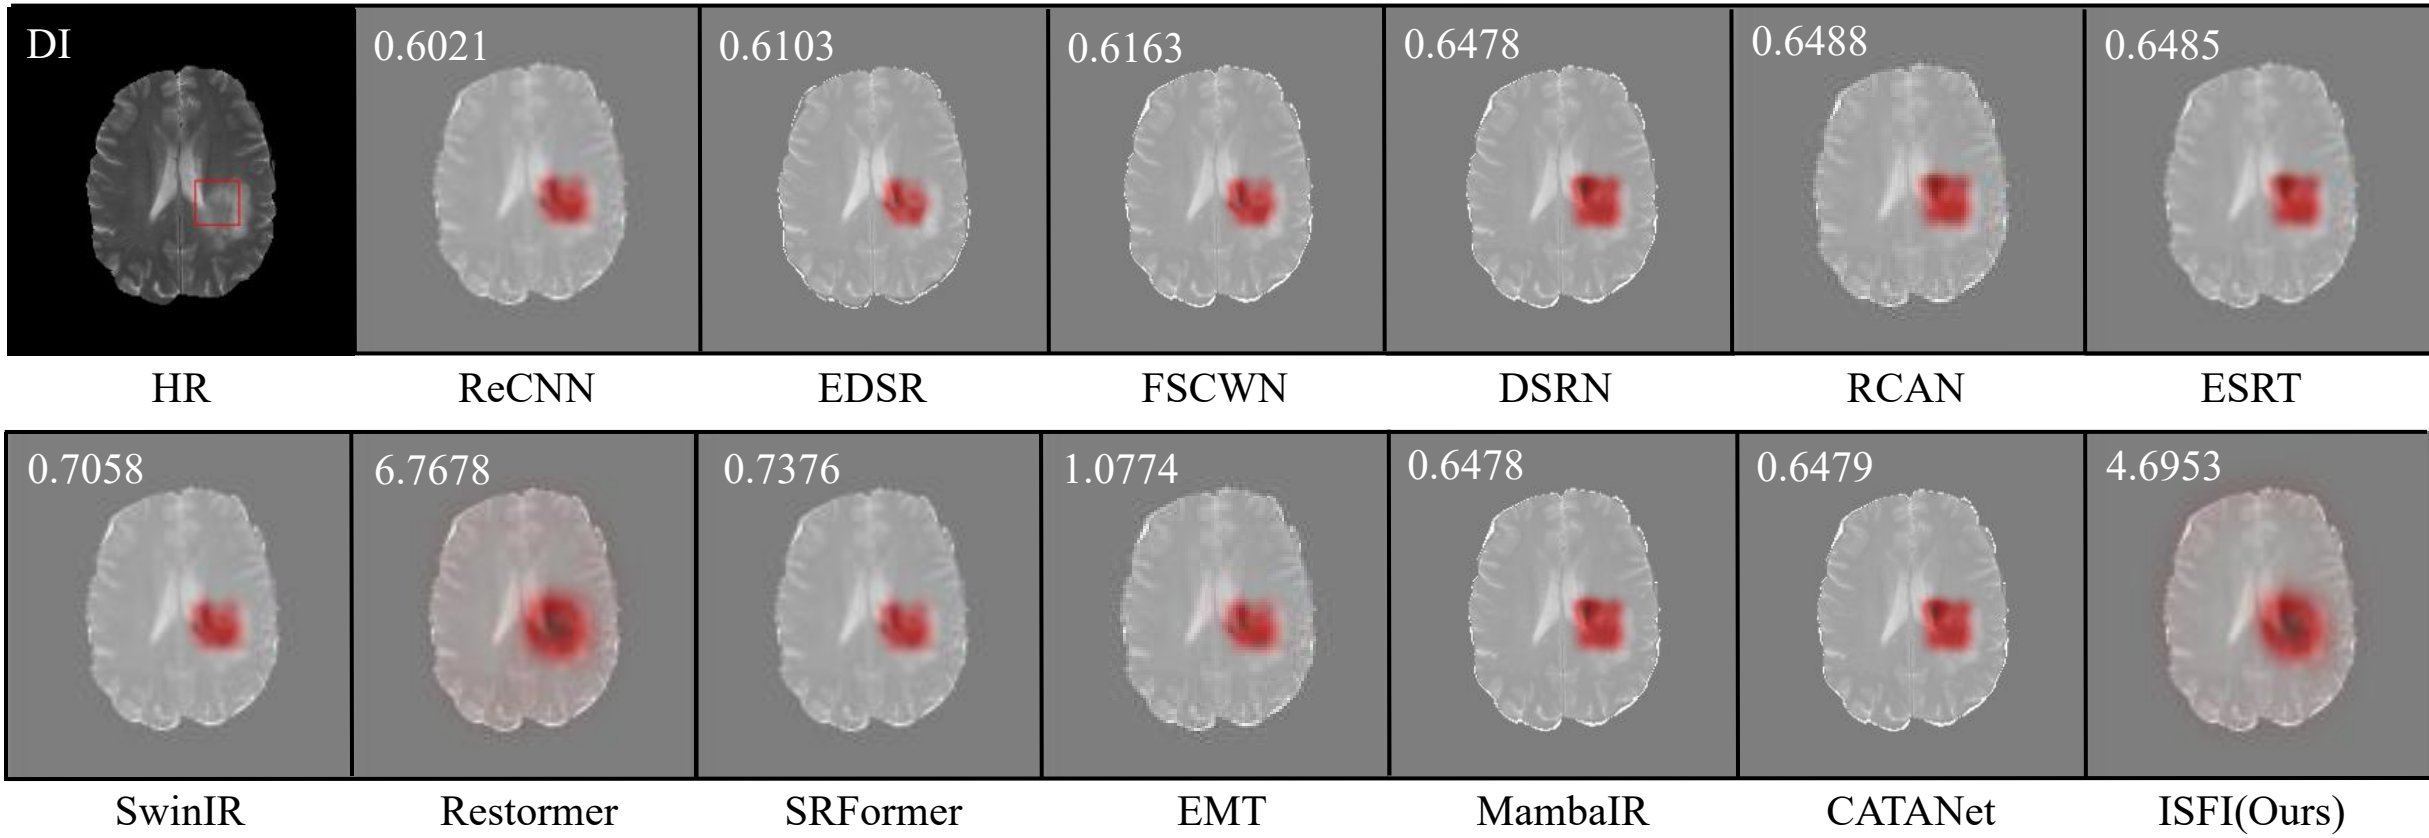 DI 0.6021 0.6103 0.6163 0.6478 0.6488 0.6485
HR ReCNN EDSR FSCWN DSRN RCAN ESRT
0.7058 6.7678 0.7376 1.0774 0.6478 0.6479 4.6953
SwinIR Restormer SRFormer EMT MambaIR CATANet ISFI(Ours)